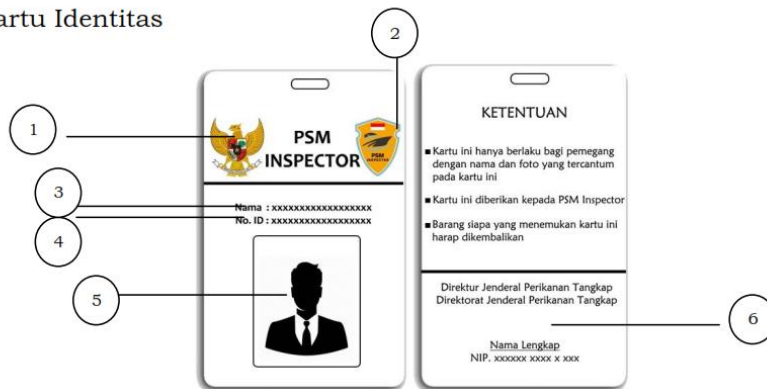 artu Identitas
2
1
PSM
INSPECTOR
PSM
INSPECTOR
3
Nama : xxxxxxxxxxxxxxxxxx
4
No. ID : xxxxxxxxxxxxxxxxxx
5
KETENTUAN
■ Kartu ini hanya berlaku bagi pemegang
dengan nama dan foto yang tercantum
pada kartu ini
■ Kartu ini diberikan kepada PSM Inspector
■ Barang siapa yang menemukan kartu ini
harap dikembalikan
Direktur Jenderal Perikanan Tangkap
Direktorat Jenderal Perikanan Tangkap
6
Nama Lengkap
NIP. xxxxxx xxxx x xxx